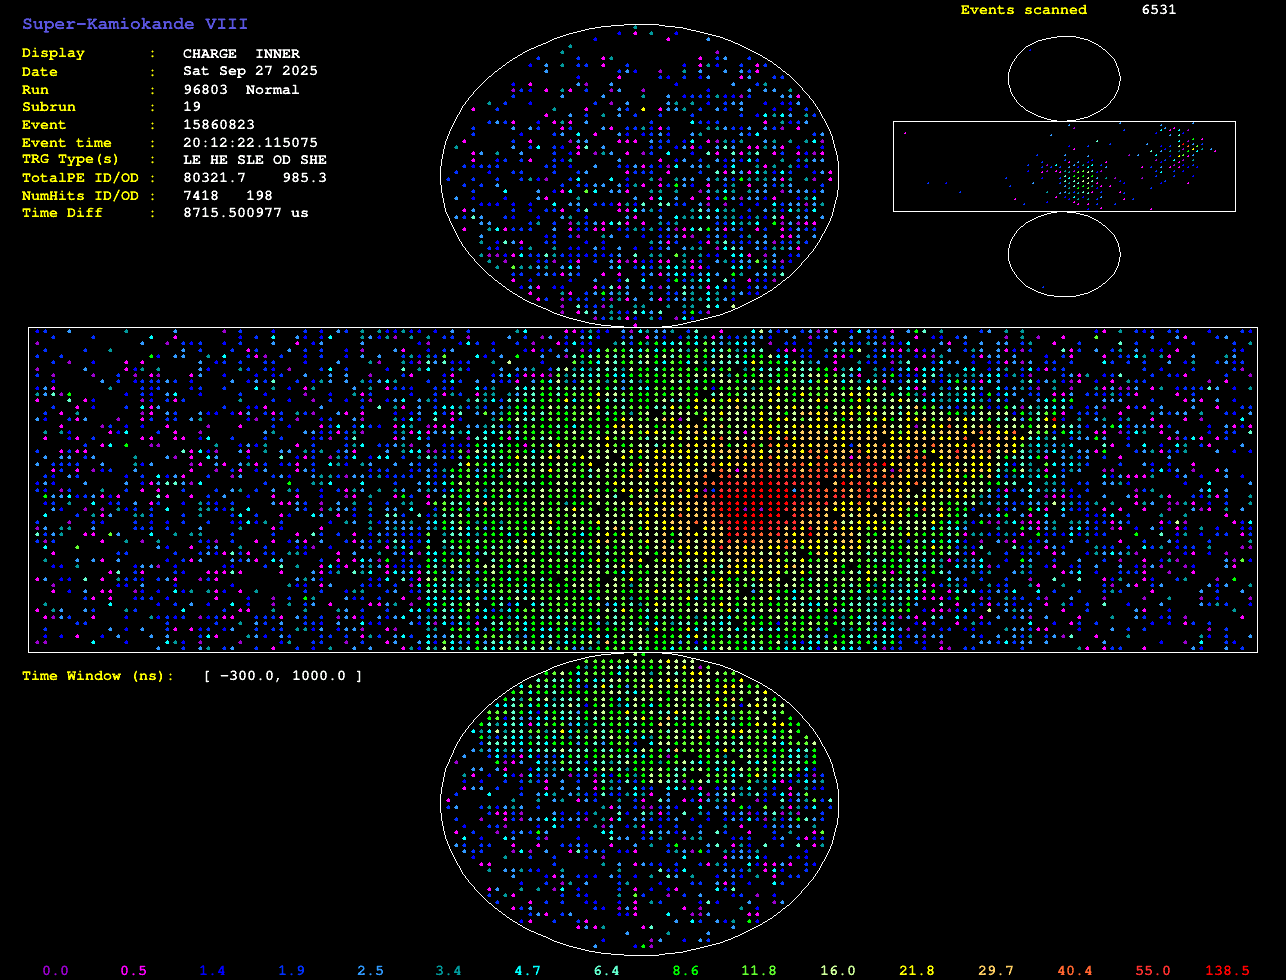 Super-Kamiokande VIII
Events scanned 6531
Display : CHARGE INNER
Date : Sat Sep 27 2025
Run : 96803 Normal
Subrun : 19
Event : 15860823
Event time : 20:12:22.115075
TRG Type(s) : LE HE SLE OD SHE
TotalPE ID/OD : 80321.7 985.3
NumHits ID/OD : 7418 198
Time Diff : 8715.500977 us
Time Window (ns): [ -300.0, 1000.0 ]
0.0 0.5 1.4 1.9 2.5 3.4 4.7 6.4 8.6 11.8 16.0 21.8 29.7 40.4 55.0 138.5